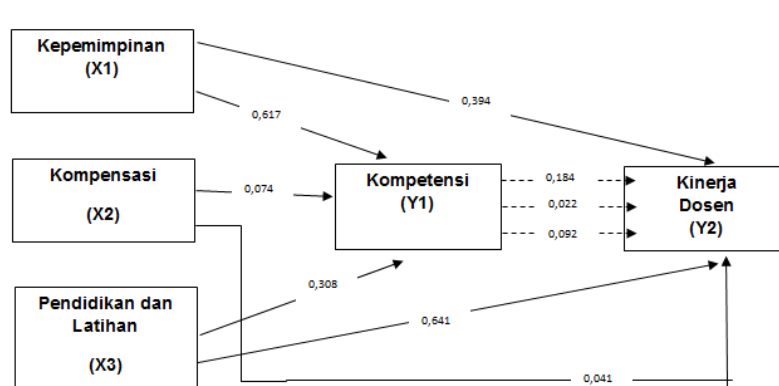 Kepemimpinan
(X1)
0,394
0,617
Kompensasi
(X2)
0,074
Kompetensi
(Y1)
0,184
0,022
0,092
Kinerja
Dosen
(Y2)
Pendidikan dan
Latihan
(X3)
0,308
0,641
0,041